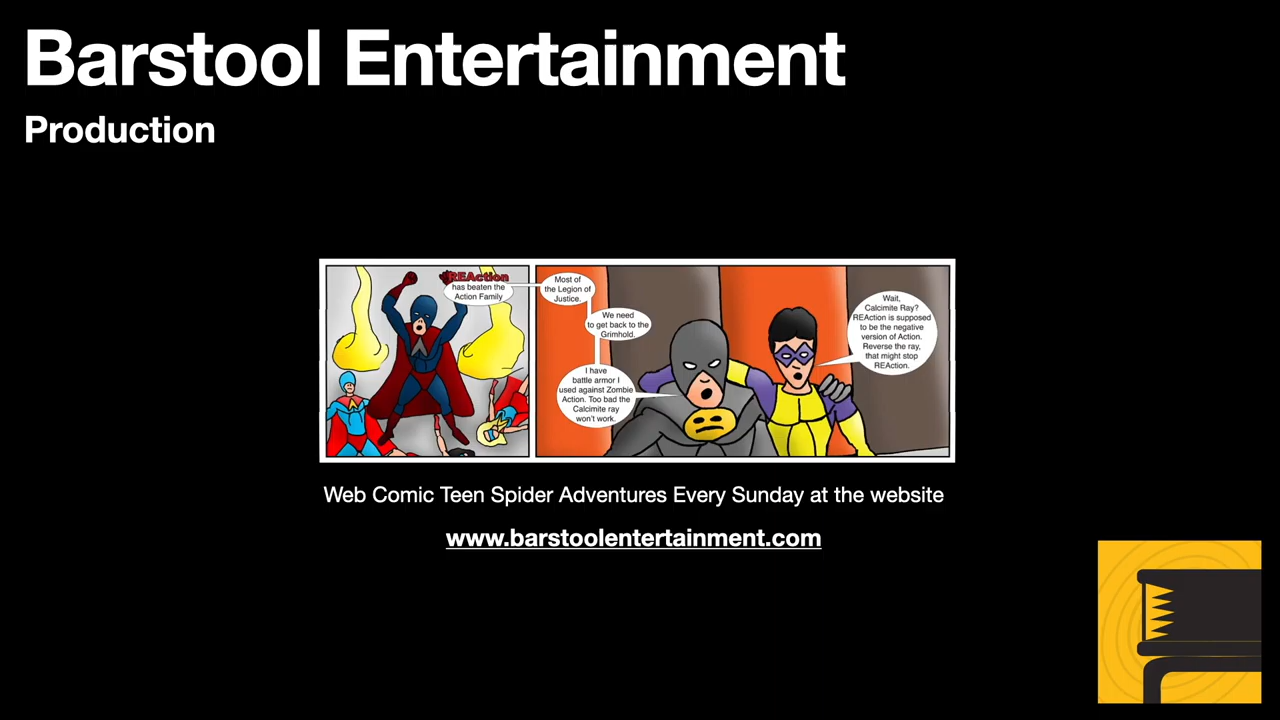 Barstool Entertainment
Production
REAction
has beaten the
Action Family
Most of
the Legion of
Justice.
We need
to get back to the
Grimhold.
I have
battle armor I
used against Zombie
Action. Too bad the
Calcimite ray
won't work.
Wait,
Calcimite Ray?
REAction is supposed
to be the negative
version of Action.
Reverse the ray,
that might stop
REAction.
Web Comic Teen Spider Adventures Every Sunday at the website
www.barstoolentertainment.com